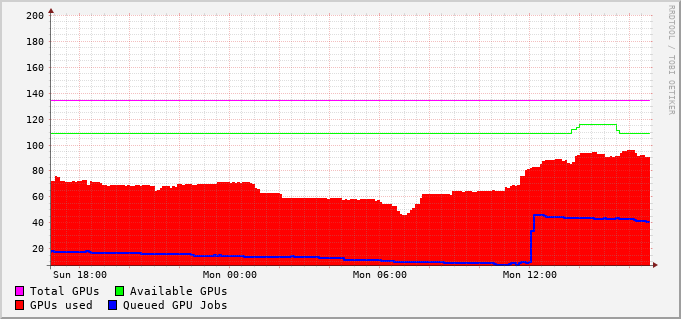 200
180
160
140
120
100
80
60
40
20
Sun 18:00 Mon 00:00 Mon 06:00 Mon 12:00
Total GPUs Available GPUs
GPUs used Queued GPU Jobs
RRDTOOL / TOBI OETIKER